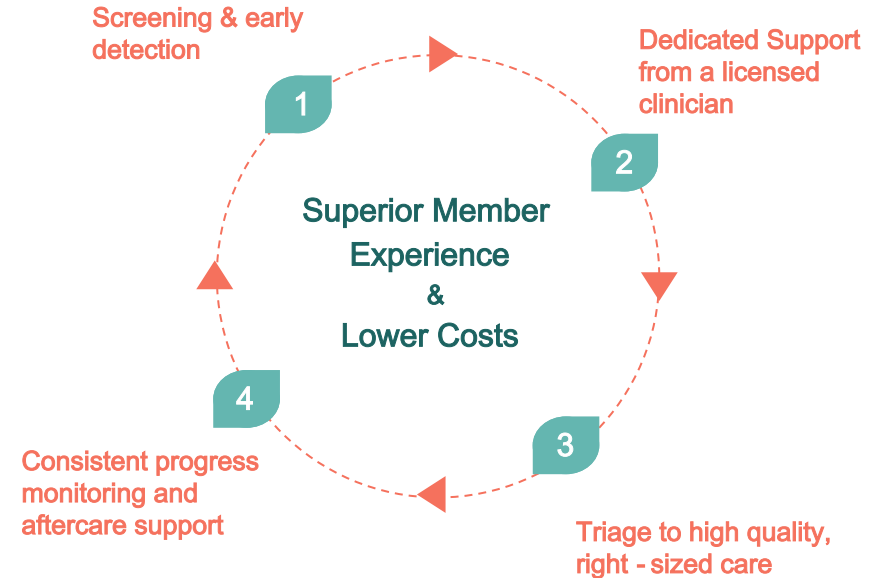 Screening & early
detection
1
Dedicated Support
from a licensed
clinician
2
Superior Member
Experience
&
Lower Costs
3
Triage to high quality,
right - sized care
4
Consistent progress
monitoring and
aftercare support